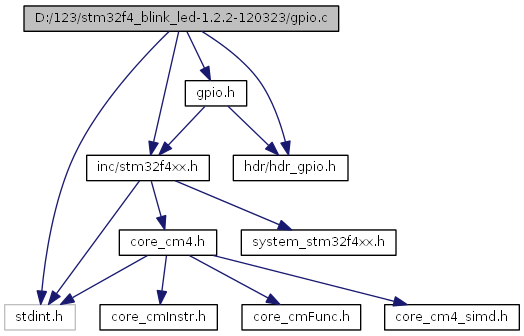 D:/123/stm32f4_blink_led-1.2.2-120323/gpio.c
gpio.h
inc/stm32f4xx.h
hdr/hdr_gpio.h
core_cm4.h
system_stm32f4xx.h
stdint.h
core_cmInstr.h
core_cmFunc.h
core_cm4_simd.h